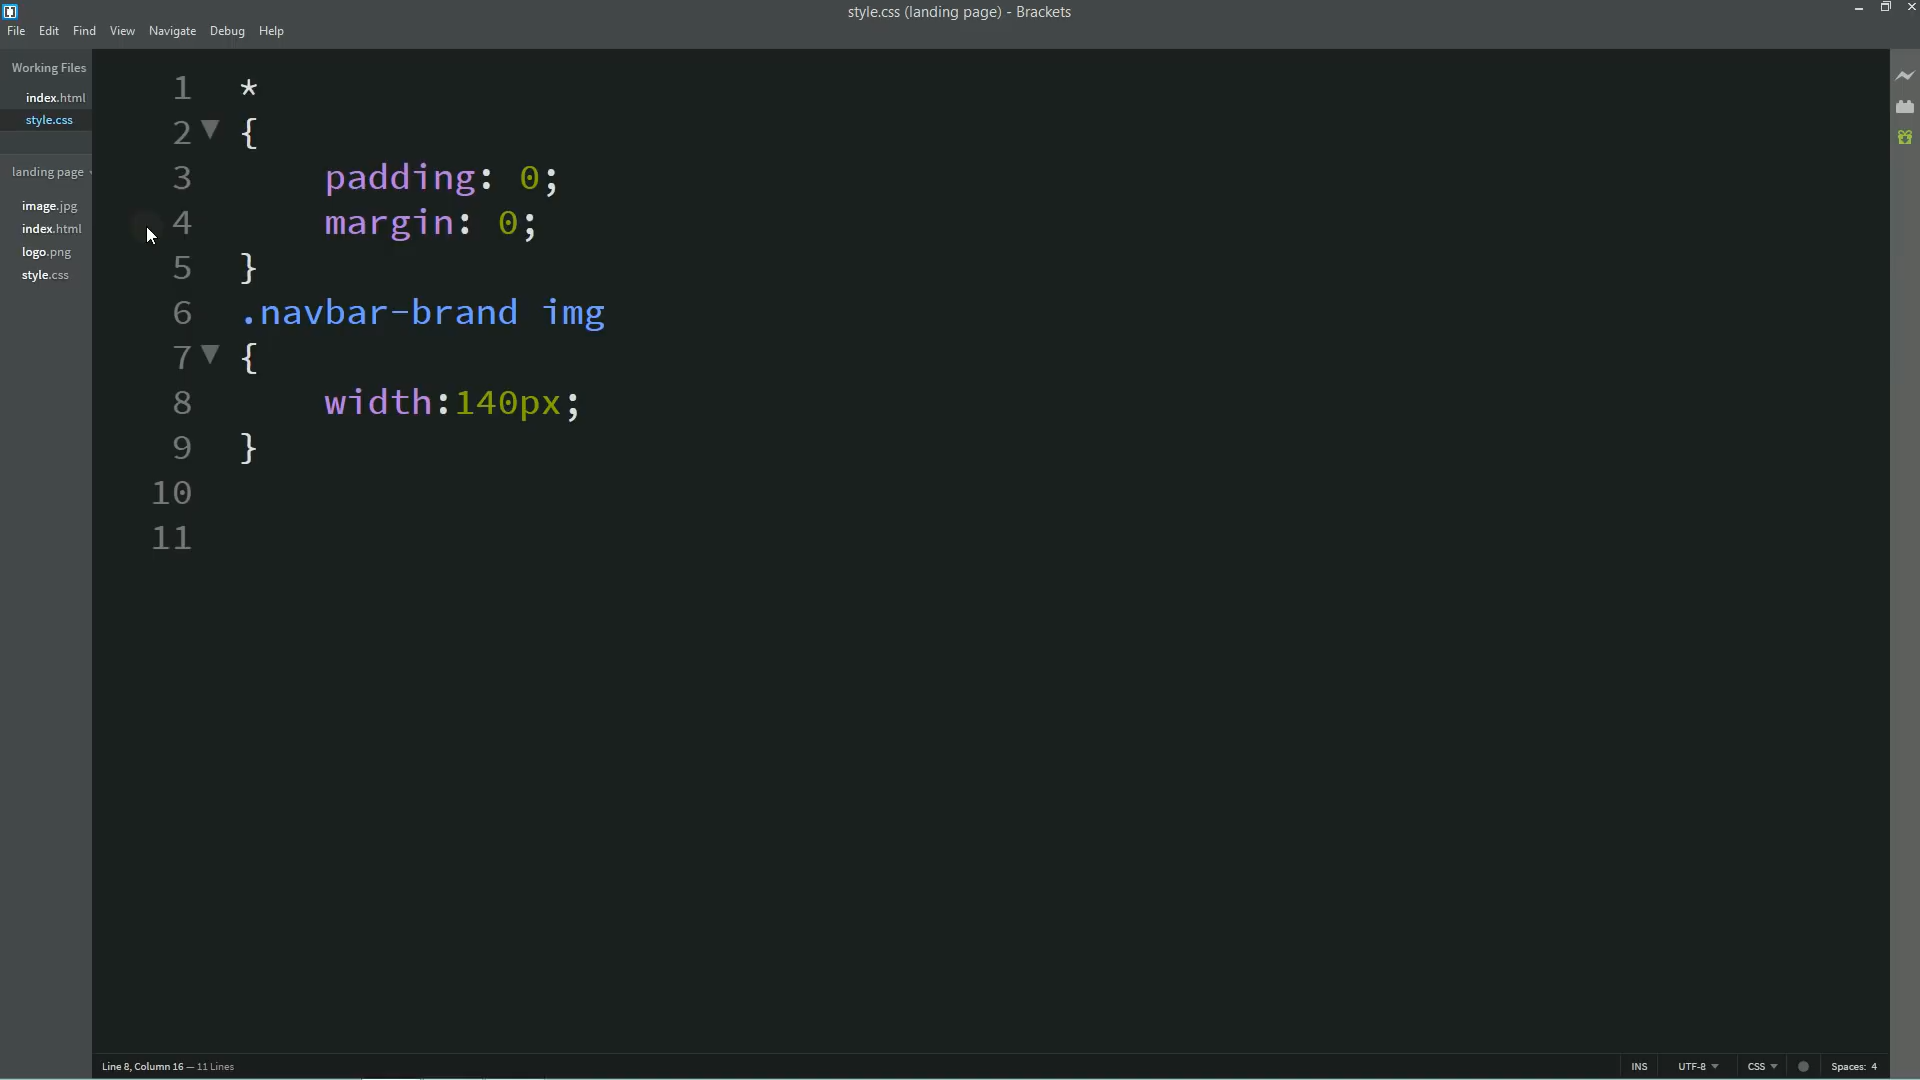 style.css (landing page) - Brackets
File Edit Find View Navigate Debug Help
Working Files
index.html
style.css
landing page
image.jpg
index.html
logo.png
style.css
1 *
2 {
3 padding: 0;
4 margin: 0;
5 }
6 .navbar-brand img
7 {
8 width:140px;
9 }
10
11
Line 8, Column 16 — 11 Lines
INS UTF-8 CSS Spaces: 4